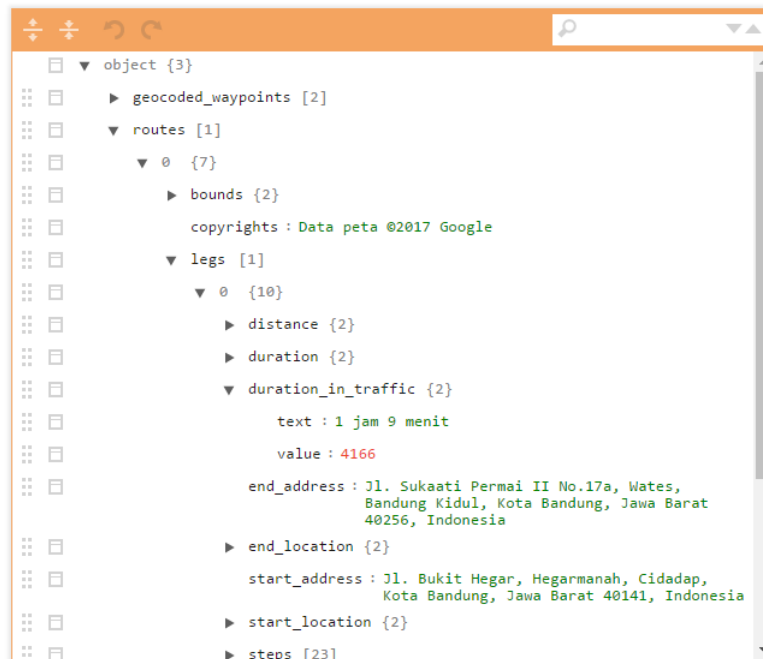 object {3}
geocoded_waypoints [2]
routes [1]
0 {7}
bounds {2}
copyrights : Data peta ©2017 Google
legs [1]
0 {10}
distance {2}
duration {2}
duration_in_traffic {2}
text : 1 jam 9 menit
value : 4166
end_address : Jl. Sukaati Permai II No.17a, Wates,
Bandung Kidul, Kota Bandung, Jawa Barat
40256, Indonesia
end_location {2}
start_address : Jl. Bukit Hegar, Hegarmanah, Cidadap,
Kota Bandung, Jawa Barat 40141, Indonesia
start_location {2}
steps [23]